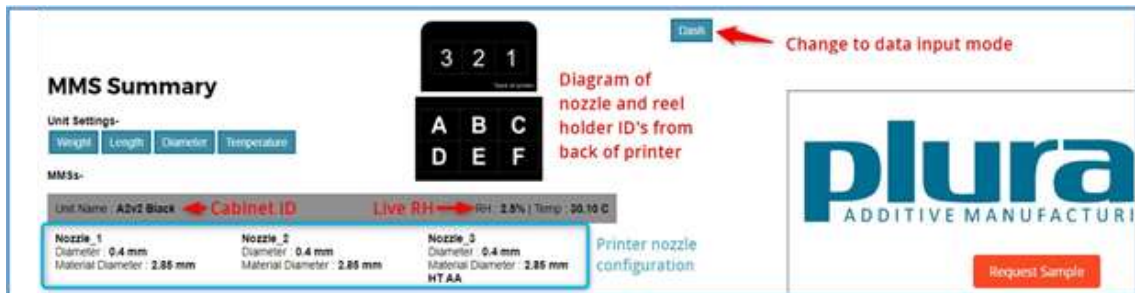 Dash
Change to data input mode
3 2 1
Back of printer
Diagram of
nozzle and reel
holder ID's from
back of printer
MMS Summary
Unit Settings-
Weight Length Diameter Temperature
A B C
D E F
MMSs-
Unit Name : A2v2 Black Cabinet ID Live RH RH : 2.8% | Temp : 30.10 C
Nozzle_1
Diameter : 0.4 mm
Material Diameter : 2.85 mm
Nozzle_2
Diameter : 0.4 mm
Material Diameter : 2.85 mm
Nozzle_3
Diameter : 0.4 mm
Material Diameter : 2.85 mm
HT AA
Printer nozzle
configuration
plura
ADDITIVE MANUFACTURI
Request Sample